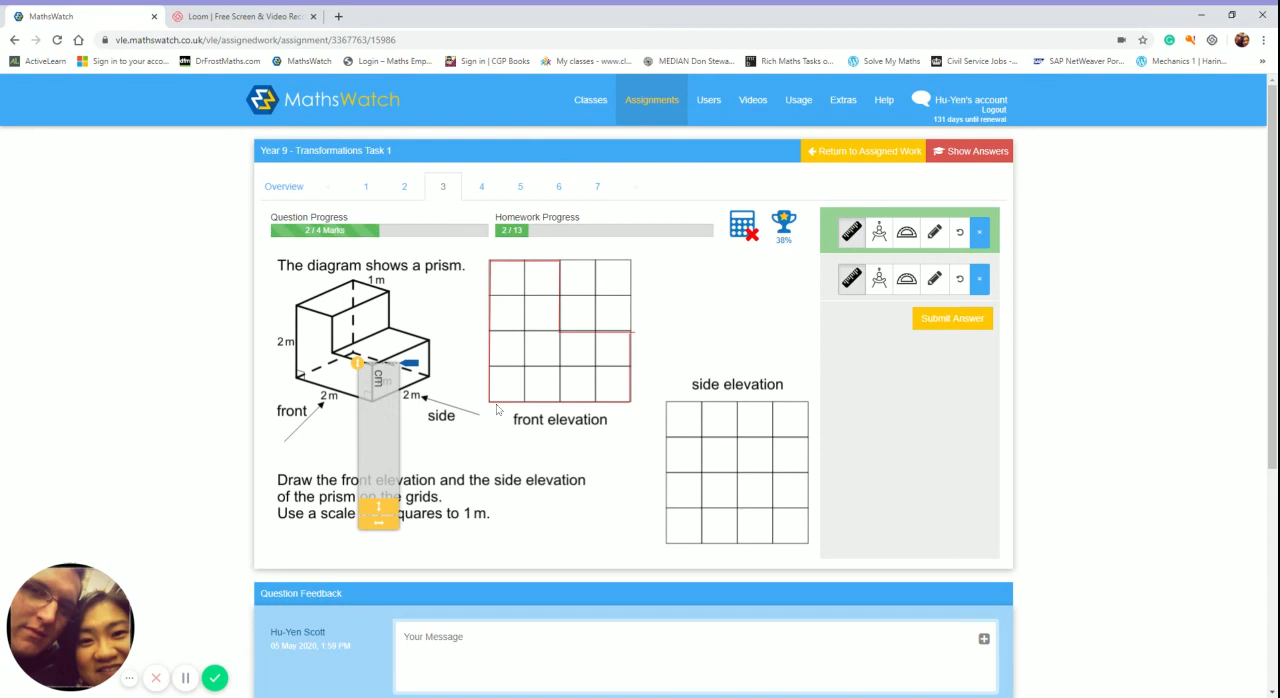 MathsWatch
Loom | Free Screen & Video Rec
vle.mathswatch.co.uk/vle/assignedwork/assignment/3367763/15986
ActiveLearn
Sign in to your acco...
DrFrostMaths.com
MathsWatch
Login – Maths Emp...
Sign in | CGP Books
My classes - www.cl...
MEDIAN Don Stewa...
Rich Maths Tasks o...
Solve My Maths
Civil Service Jobs -...
SAP NetWeaver Por...
Mechanics 1 | Harin...
MathsWatch
Classes
Assignments
Users
Videos
Usage
Extras
Help
Hu-Yen's account
Logout
131 days until renewal
Year 9 - Transformations Task 1
Return to Assigned Work
Show Answers
Overview
1
2
3
4
5
6
7
Question Progress
2 / 4 Marks
Homework Progress
2 / 13
38%
The diagram shows a prism.
1 m
2 m
2 m
2 m
cm
front
side
front elevation
side elevation
Draw the front elevation and the side elevation
of the prism on the grids.
Use a scale quares to 1 m.
Submit Answer
Question Feedback
Hu-Yen Scott
05 May 2020, 1:59 PM
Your Message